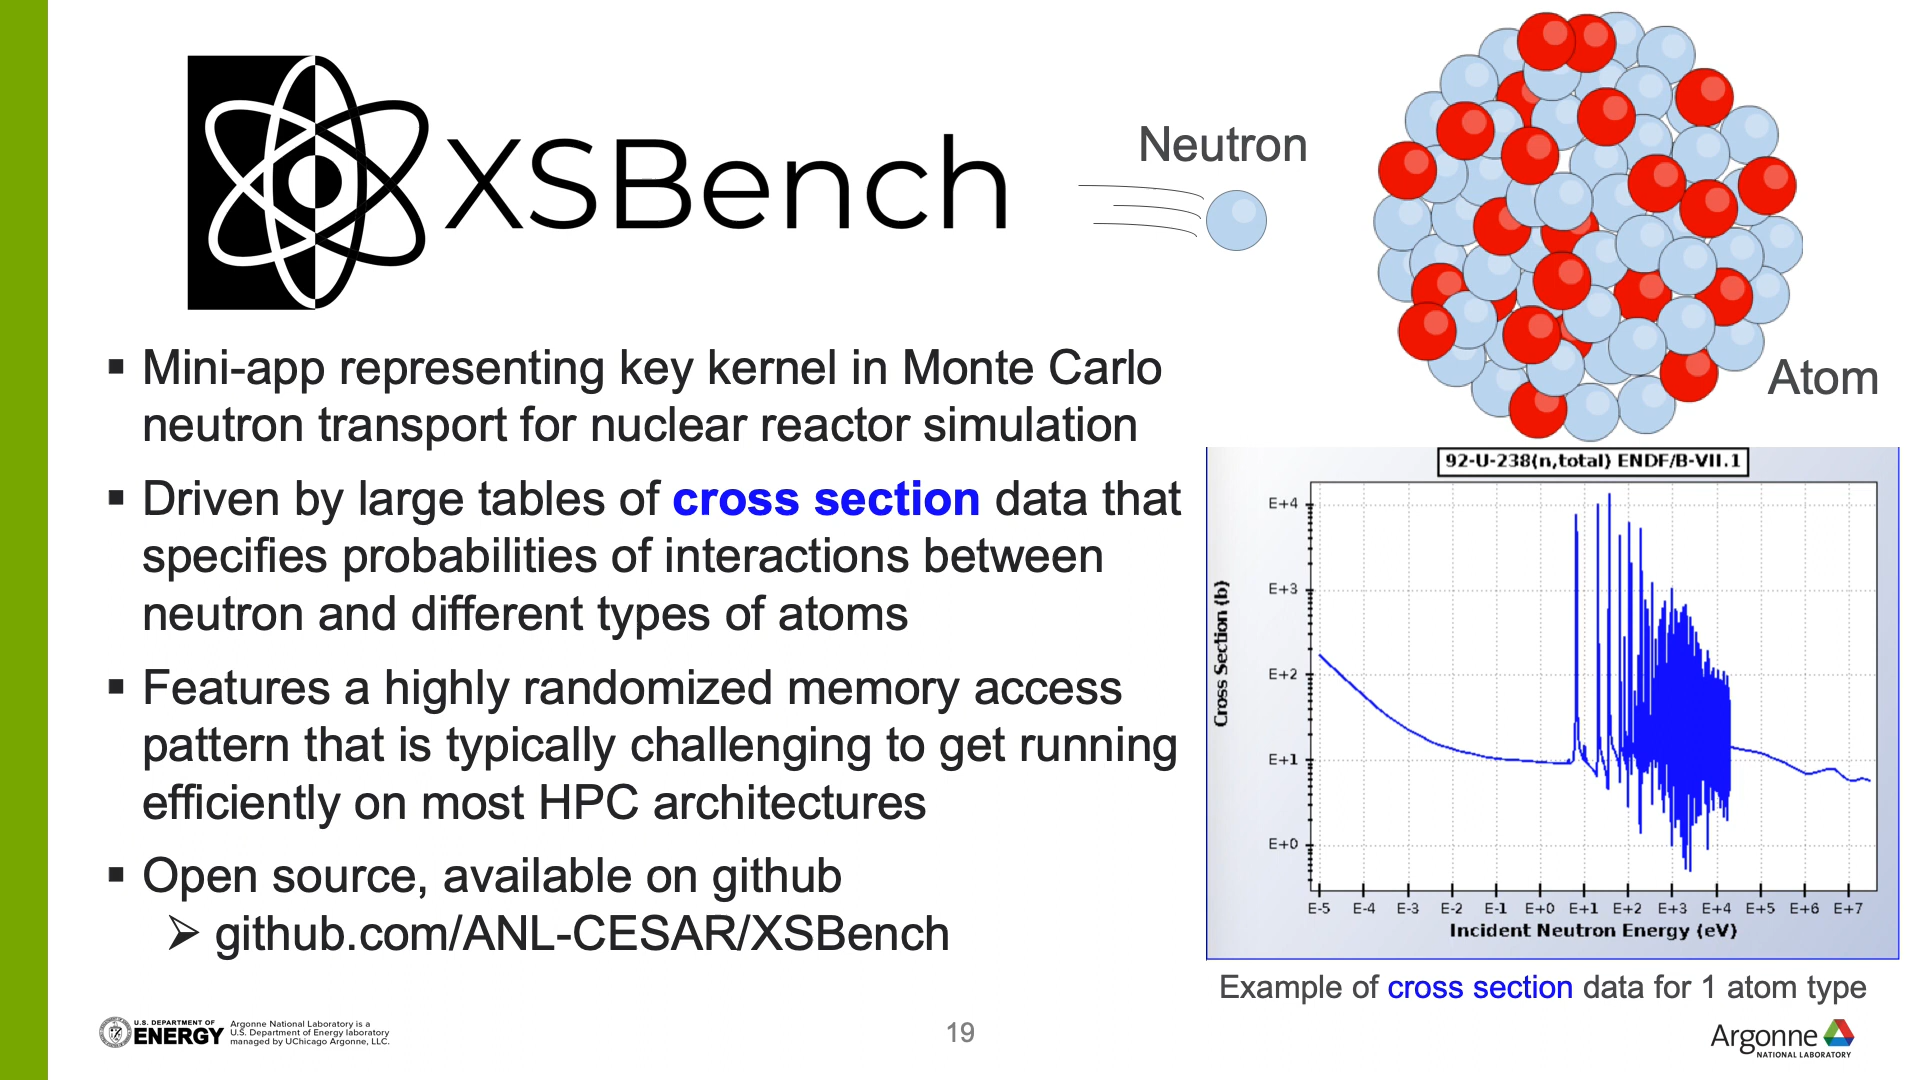 XSBench
Neutron
Atom
▪ Mini-app representing key kernel in Monte Carlo
neutron transport for nuclear reactor simulation
▪ Driven by large tables of cross section data that
specifies probabilities of interactions between
neutron and different types of atoms
▪ Features a highly randomized memory access
pattern that is typically challenging to get running
efficiently on most HPC architectures
▪ Open source, available on github
➢ github.com/ANL-CESAR/XSBench
92-U-238(n,total) ENDF/B-VII.1
Cross Section (b)
E+4
E+3
E+2
E+1
E+0
E-5 E-4 E-3 E-2 E-1 E+0 E+1 E+2 E+3 E+4 E+5 E+6 E+7
Incident Neutron Energy (eV)
Example of cross section data for 1 atom type
U.S. DEPARTMENT OF
ENERGY
Argonne National Laboratory is a
U.S. Department of Energy laboratory
managed by UChicago Argonne, LLC.
19
Argonne
NATIONAL LABORATORY